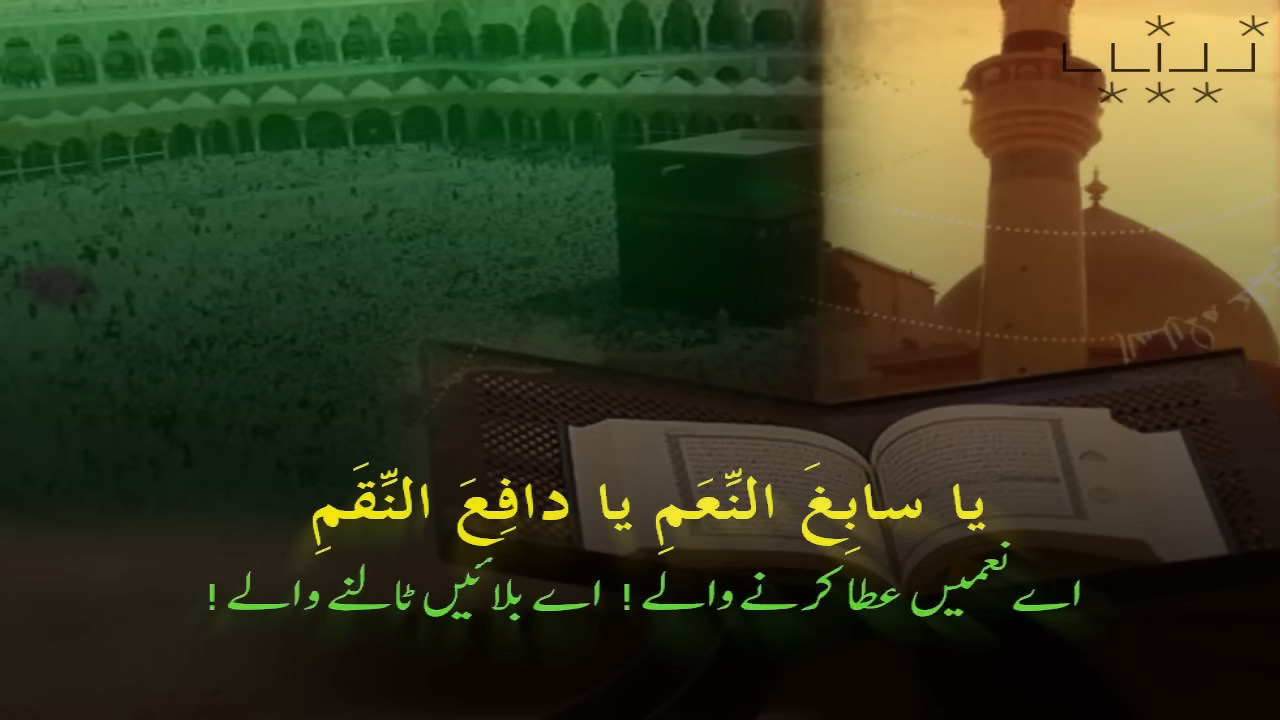 يا سابِغَ النِّعَمِ يا دافِعَ النِّقَمِ
اے نعمیں عطا کرنے والے ! اے بلائیں ٹالنے والے !